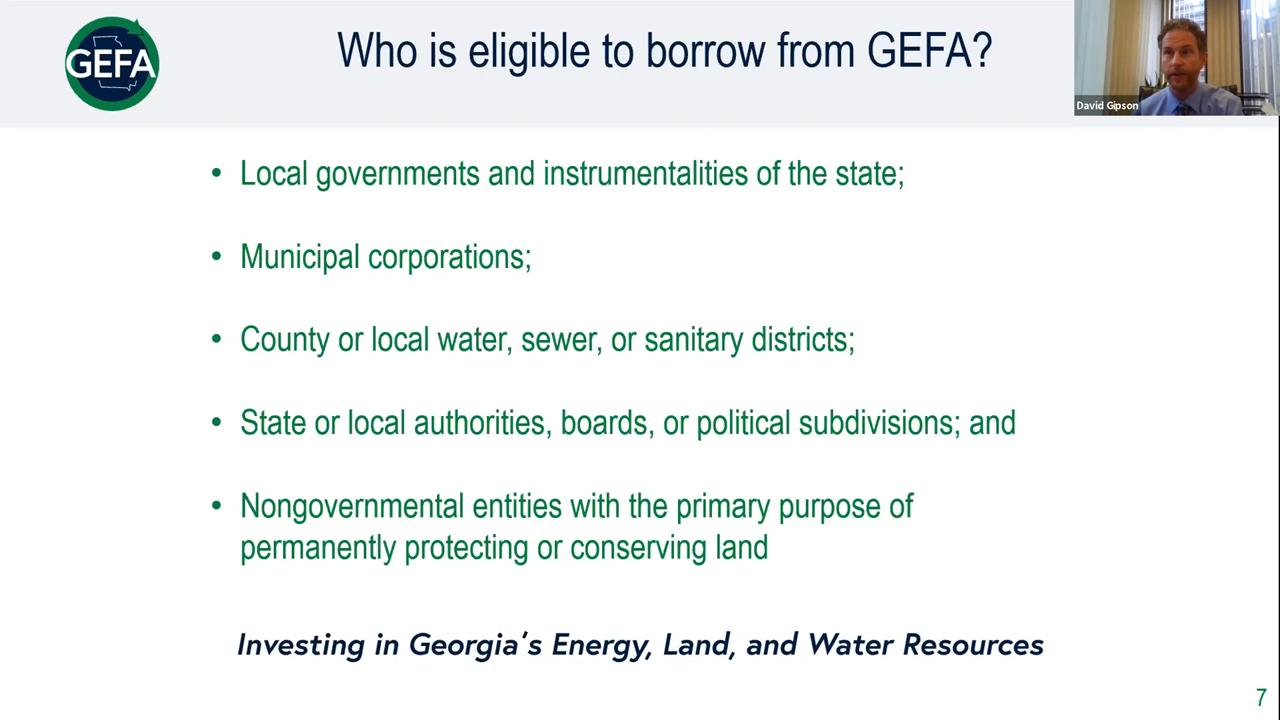 GEFA
Who is eligible to borrow from GEFA?
David Gipson
• Local governments and instrumentalities of the state;
• Municipal corporations;
• County or local water, sewer, or sanitary districts;
• State or local authorities, boards, or political subdivisions; and
• Nongovernmental entities with the primary purpose of
permanently protecting or conserving land
Investing in Georgia's Energy, Land, and Water Resources
7